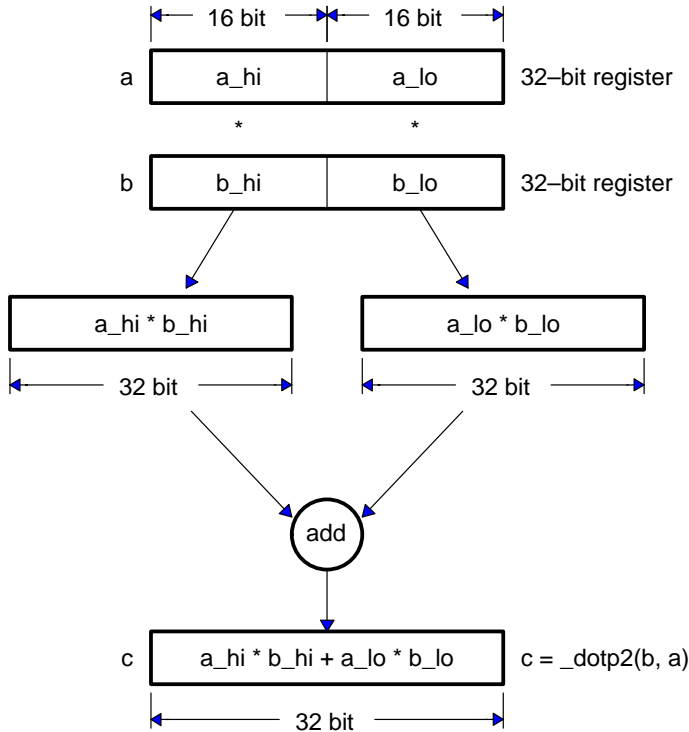 16 bit 16 bit
a a_hi a_lo 32–bit register
* *
b b_hi b_lo 32–bit register
a_hi * b_hi a_lo * b_lo
32 bit 32 bit
add
c a_hi * b_hi + a_lo * b_lo c = _dotp2(b, a)
32 bit